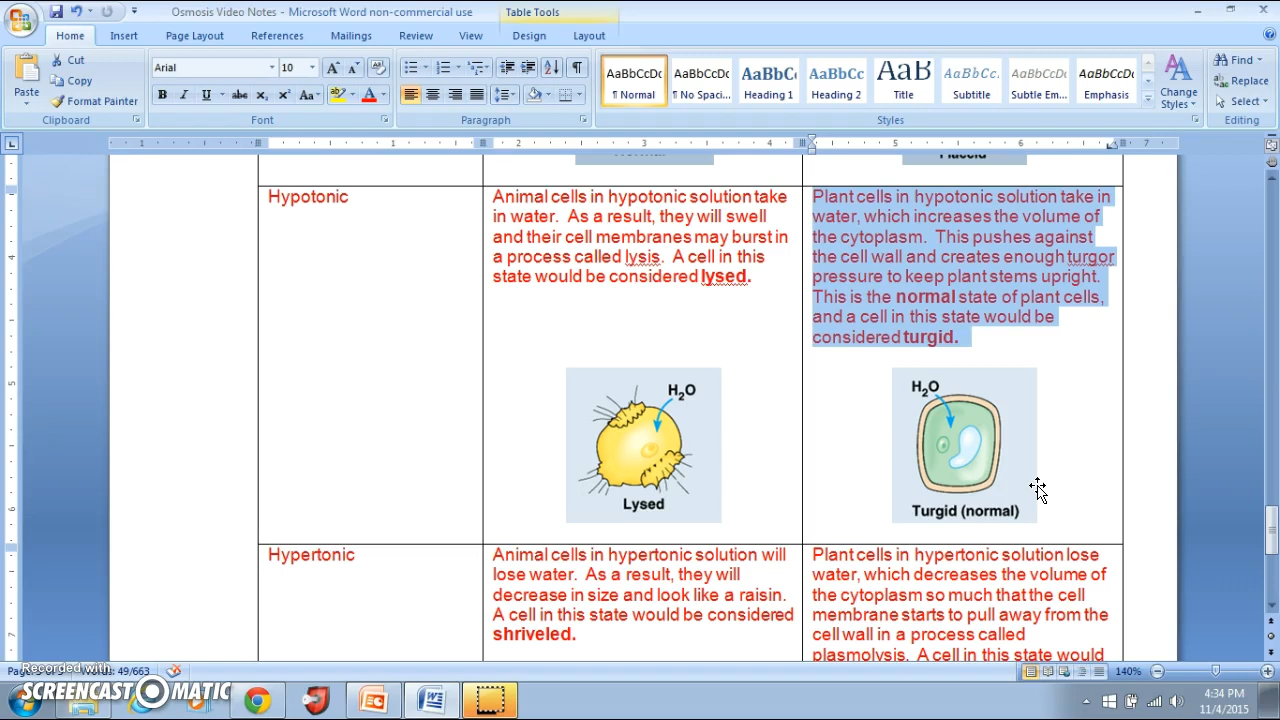 Osmosis Video Notes - Microsoft Word non-commercial use
Table Tools
Home Insert Page Layout References Mailings Review View Design Layout
Paste
Cut
Copy
Format Painter
Clipboard
Arial 10
Font
Paragraph
AaBbCcDc AaBbCcDc AaBbC AaBbCc AaB AaBbCc. AaBbCcDc AaBbCcDc
¶ Normal ¶ No Spaci... Heading 1 Heading 2 Title Subtitle Subtle Em... Emphasis
Styles
Change
Styles
Find
Replace
Select
Editing
Placid
Hypotonic
Animal cells in hypotonic solution take
in water. As a result, they will swell
and their cell membranes may burst in
a process called lysis. A cell in this
state would be considered lysed.
H2O
Lysed
Plant cells in hypotonic solution take in
water, which increases the volume of
the cytoplasm. This pushes against
the cell wall and creates enough turgor
pressure to keep plant stems upright.
This is the normal state of plant cells,
and a cell in this state would be
considered turgid.
H2O
Turgid (normal)
Hypertonic
Animal cells in hypertonic solution will
lose water. As a result, they will
decrease in size and look like a raisin.
A cell in this state would be considered
shriveled.
Plant cells in hypertonic solution lose
water, which decreases the volume of
the cytoplasm so much that the cell
membrane starts to pull away from the
cell wall in a process called
plasmolysis. A cell in this state would
Words: 49/663
140%
Recorded with
SCREENCAST MATIC
4:34 PM
11/4/2015